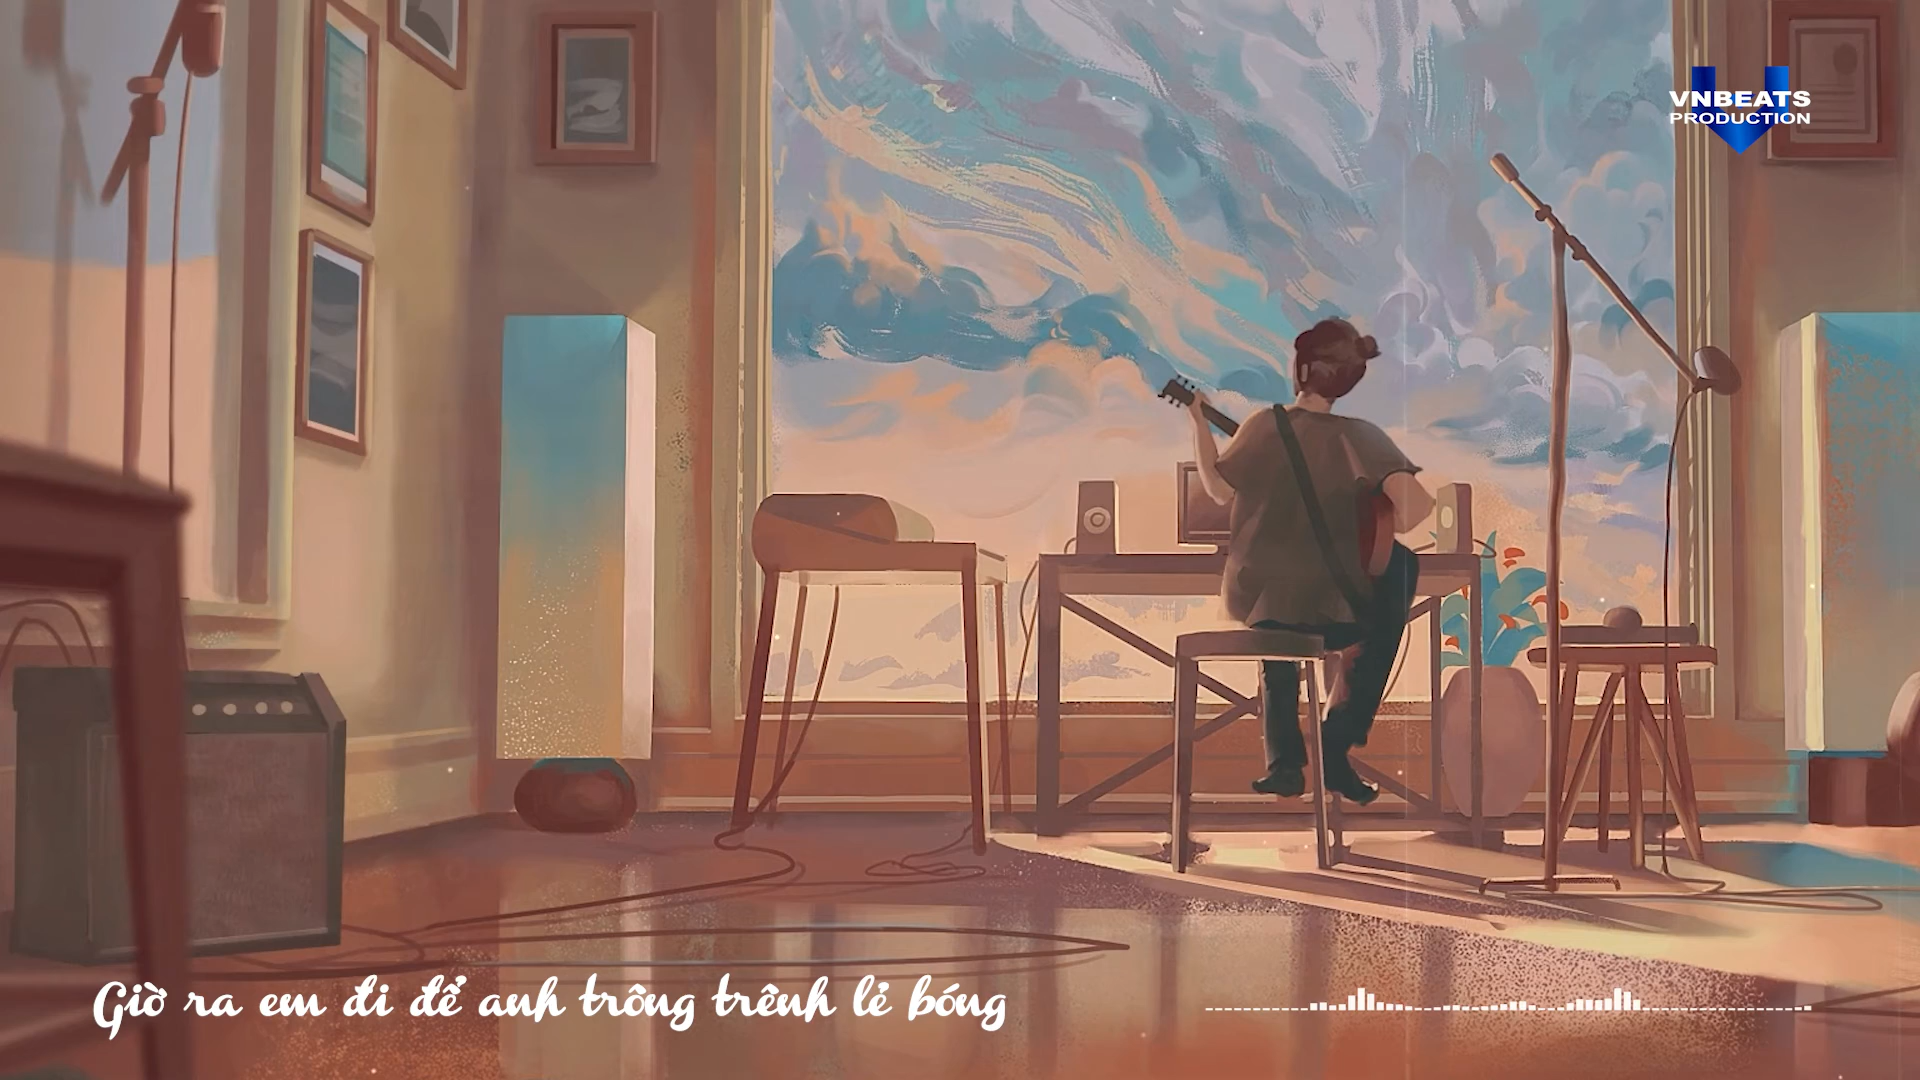 VNBEATS
PRODUCTION
Giờ ra em đi để anh trông trênh lẻ bóng